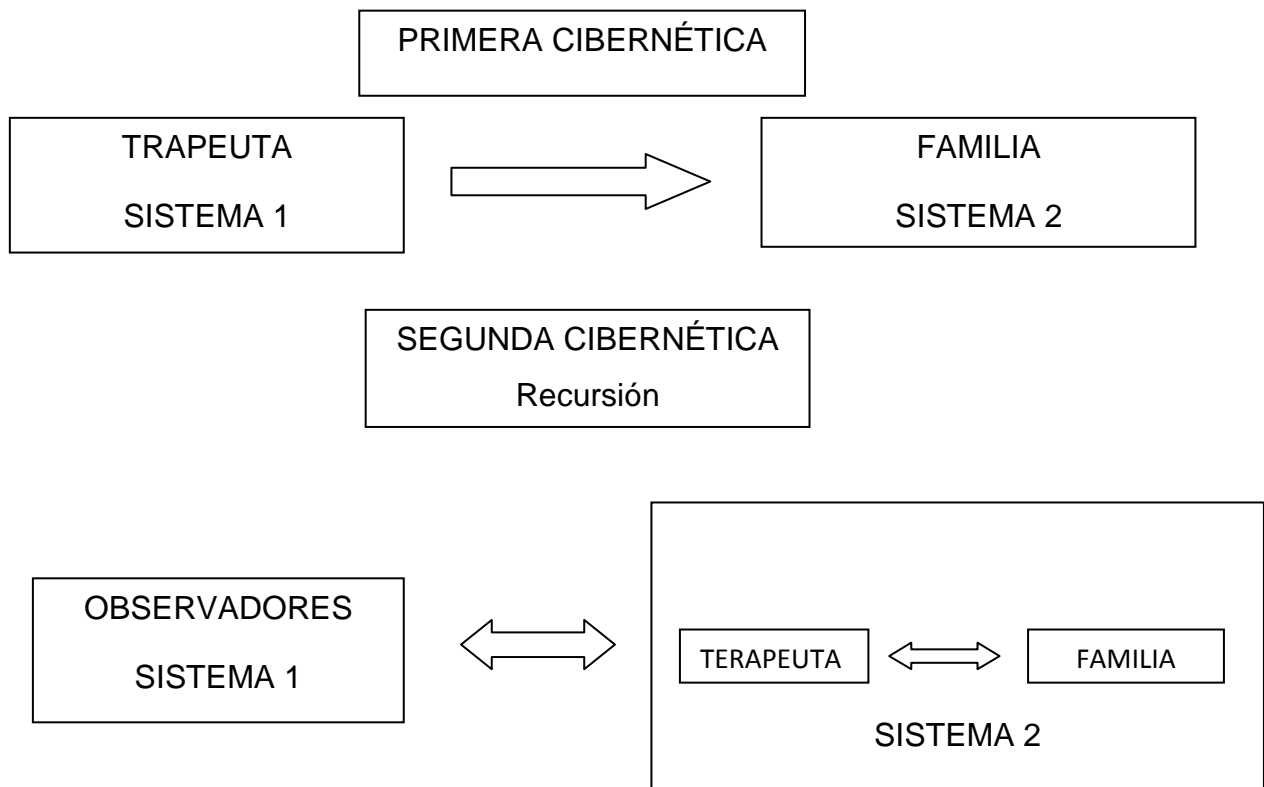 PRIMERA CIBERNÉTICA
TRAPEUTA
SISTEMA 1
FAMILIA
SISTEMA 2
SEGUNDA CIBERNÉTICA
Recursión
OBSERVADORES
SISTEMA 1
TERAPEUTA
FAMILIA
SISTEMA 2